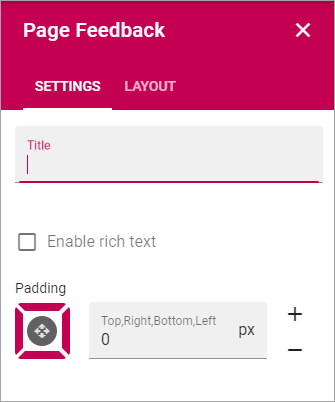 Page Feedback
SETTINGS LAYOUT
Title
Enable rich text
Padding
Top,Right,Bottom,Left
0 px